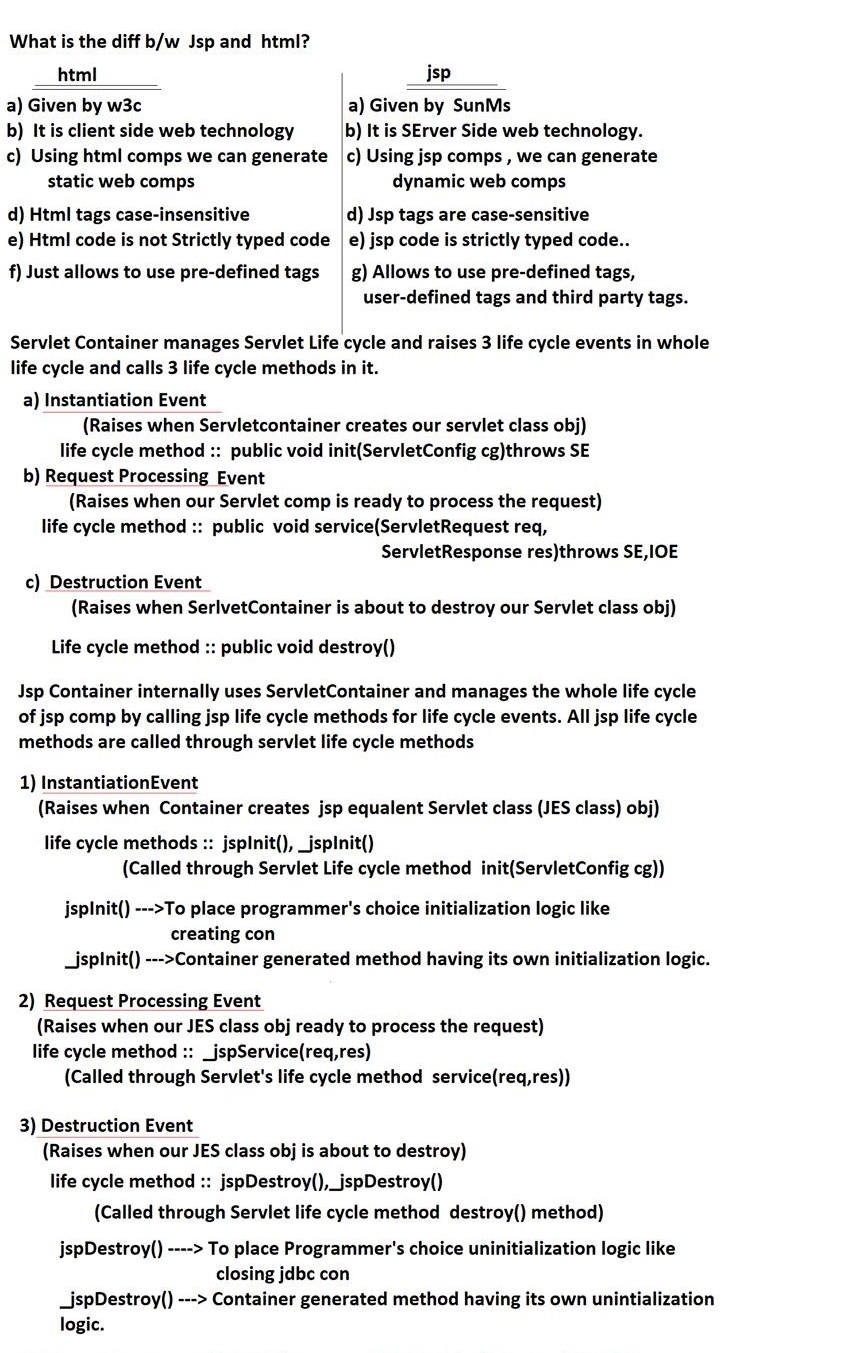 What is the diff b/w Jsp and html?
html
a) Given by w3c
b) It is client side web technology
c) Using html comps we can generate
static web comps
d) Html tags case-insensitive
e) Html code is not Strictly typed code
f) Just allows to use pre-defined tags
jsp
a) Given by SunMs
b) It is SErver Side web technology.
c) Using jsp comps , we can generate
dynamic web comps
d) Jsp tags are case-sensitive
e) jsp code is strictly typed code..
g) Allows to use pre-defined tags,
user-defined tags and third party tags.
Servlet Container manages Servlet Life cycle and raises 3 life cycle events in whole
life cycle and calls 3 life cycle methods in it.
a) Instantiation Event
(Raises when Servletcontainer creates our servlet class obj)
life cycle method :: public void init(ServletConfig cg)throws SE
b) Request Processing Event
(Raises when our Servlet comp is ready to process the request)
life cycle method :: public void service(ServletRequest req,
ServletResponse res)throws SE,IOE
c) Destruction Event
(Raises when SerlvetContainer is about to destroy our Servlet class obj)
Life cycle method :: public void destroy()
Jsp Container internally uses ServletContainer and manages the whole life cycle
of jsp comp by calling jsp life cycle methods for life cycle events. All jsp life cycle
methods are called through servlet life cycle methods
1) InstantiationEvent
(Raises when Container creates jsp equalent Servlet class (JES class) obj)
life cycle methods :: jspInit(), _jspInit()
(Called through Servlet Life cycle method init(ServletConfig cg))
jspInit() --->To place programmer's choice initialization logic like
creating con
_jspInit() --->Container generated method having its own initialization logic.
2) Request Processing Event
(Raises when our JES class obj ready to process the request)
life cycle method :: _jspService(req,res)
(Called through Servlet's life cycle method service(req,res))
3) Destruction Event
(Raises when our JES class obj is about to destroy)
life cycle method :: jspDestroy(),_jspDestroy()
(Called through Servlet life cycle method destroy() method)
jspDestroy() ----> To place Programmer's choice uninitialization logic like
closing jdbc con
_jspDestroy() ---> Container generated method having its own unintialization
logic.